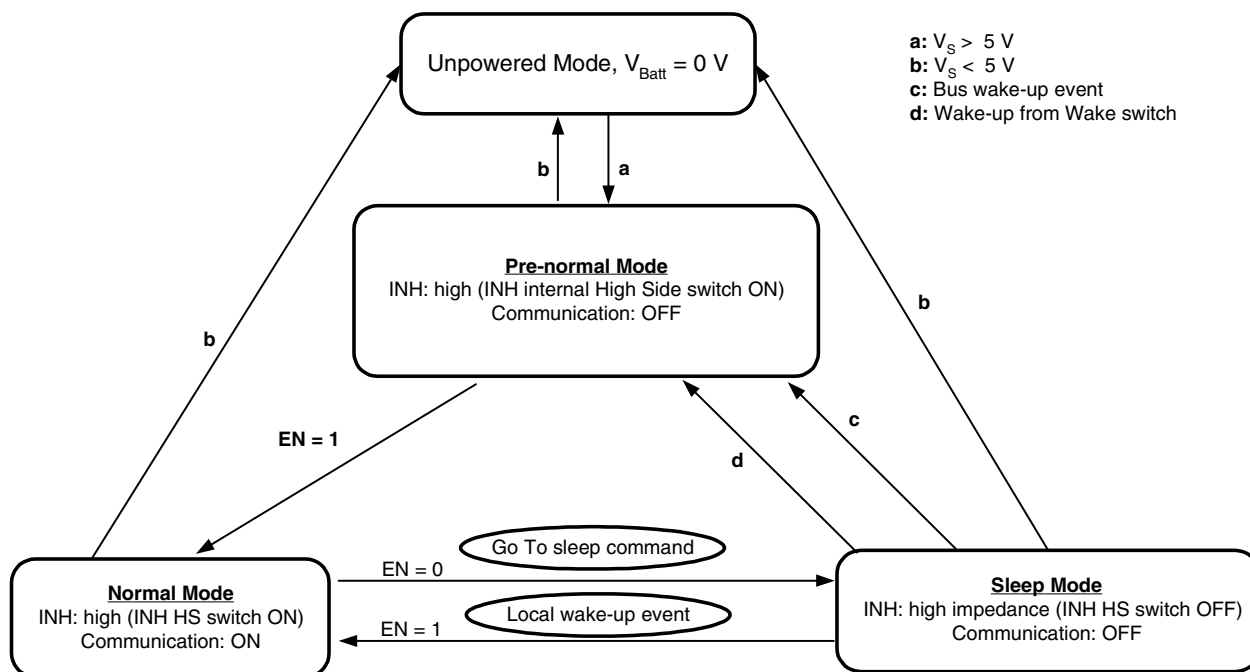 Unpowered Mode, V_Batt = 0 V
a: V_S > 5 V
b: V_S < 5 V
c: Bus wake-up event
d: Wake-up from Wake switch
b
a
Pre-normal Mode
INH: high (INH internal High Side switch ON)
Communication: OFF
b
b
EN = 1
c
d
Go To sleep command
EN = 0
Local wake-up event
EN = 1
Normal Mode
INH: high (INH HS switch ON)
Communication: ON
Sleep Mode
INH: high impedance (INH HS switch OFF)
Communication: OFF